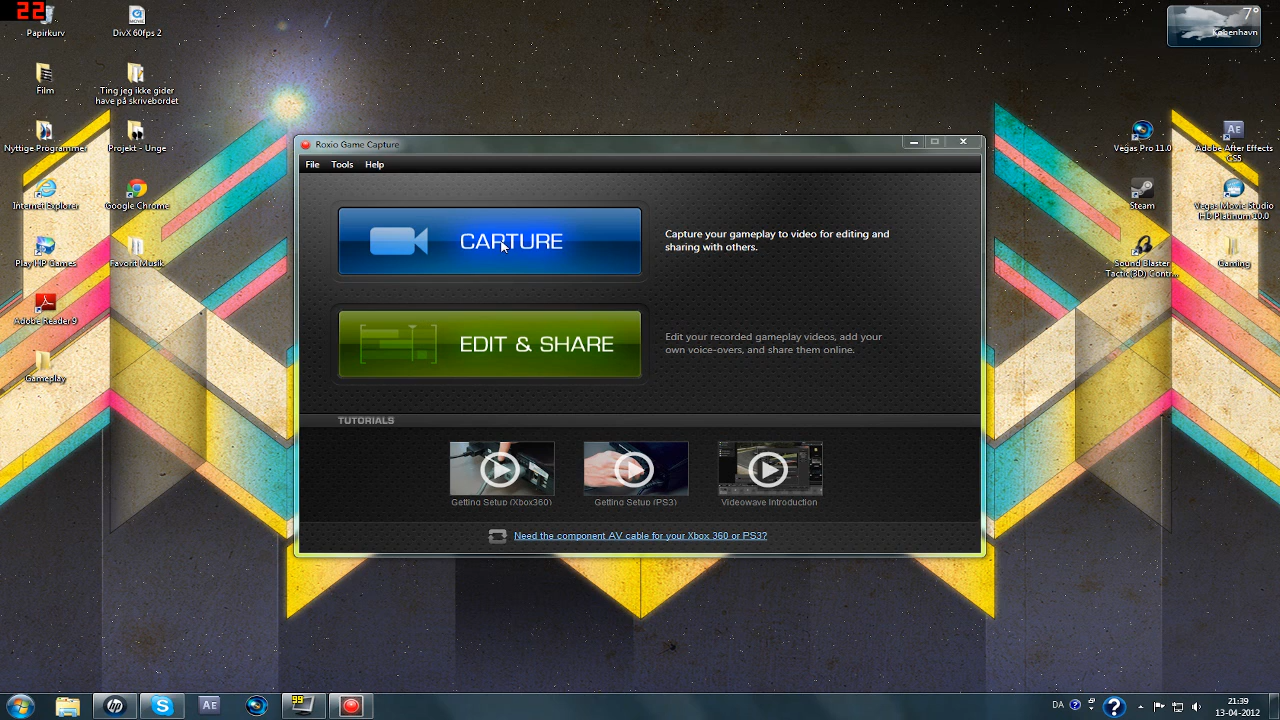 22
Papirkurv
DivX 60fps 2
Film
Ting jeg ikke gider
have på skrivebordet
Nyttige Programmer
Projekt - Unge
Internet Explorer
Google Chrome
Play HP Games
Favorit Musik
Adobe Reader 9
Gameplay
7°
København
Vegas Pro 11.0
Adobe After Effects
CS5
Steam
Vegas Movie Studio
HD Platinum 10.0
Sound Blaster
Tactic(3D) Contr...
Gaming
Roxio Game Capture
File Tools Help
CAPTURE
Capture your gameplay to video for editing and
sharing with others.
EDIT & SHARE
Edit your recorded gameplay videos, add your
own voice-overs, and share them online.
TUTORIALS
Getting Setup (Xbox360)
Getting Setup (PS3)
Videowave Introduction
Need the component AV cable for your Xbox 360 or PS3?
hp
AE
99
DA
21:39
13-04-2012